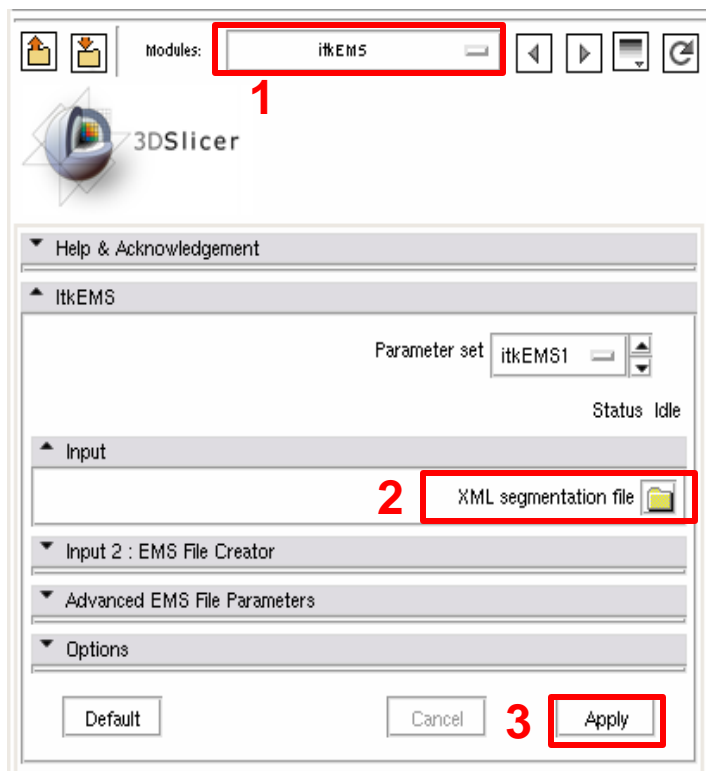 Modules: itkEMS
1
3DSlicer
Help & Acknowledgement
ItkEMS
Parameter set itkEMS1
Status Idle
Input
2 XML segmentation file
Input 2 : EMS File Creator
Advanced EMS File Parameters
Options
Default Cancel 3 Apply